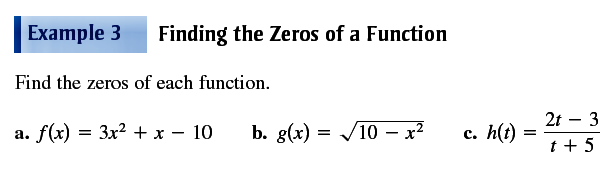 Example 3 Finding the Zeros of a Function
Find the zeros of each function.
a. f(x) = 3x² + x − 10 b. g(x) = √(10 − x²) c. h(t) = (2t − 3)/(t + 5)